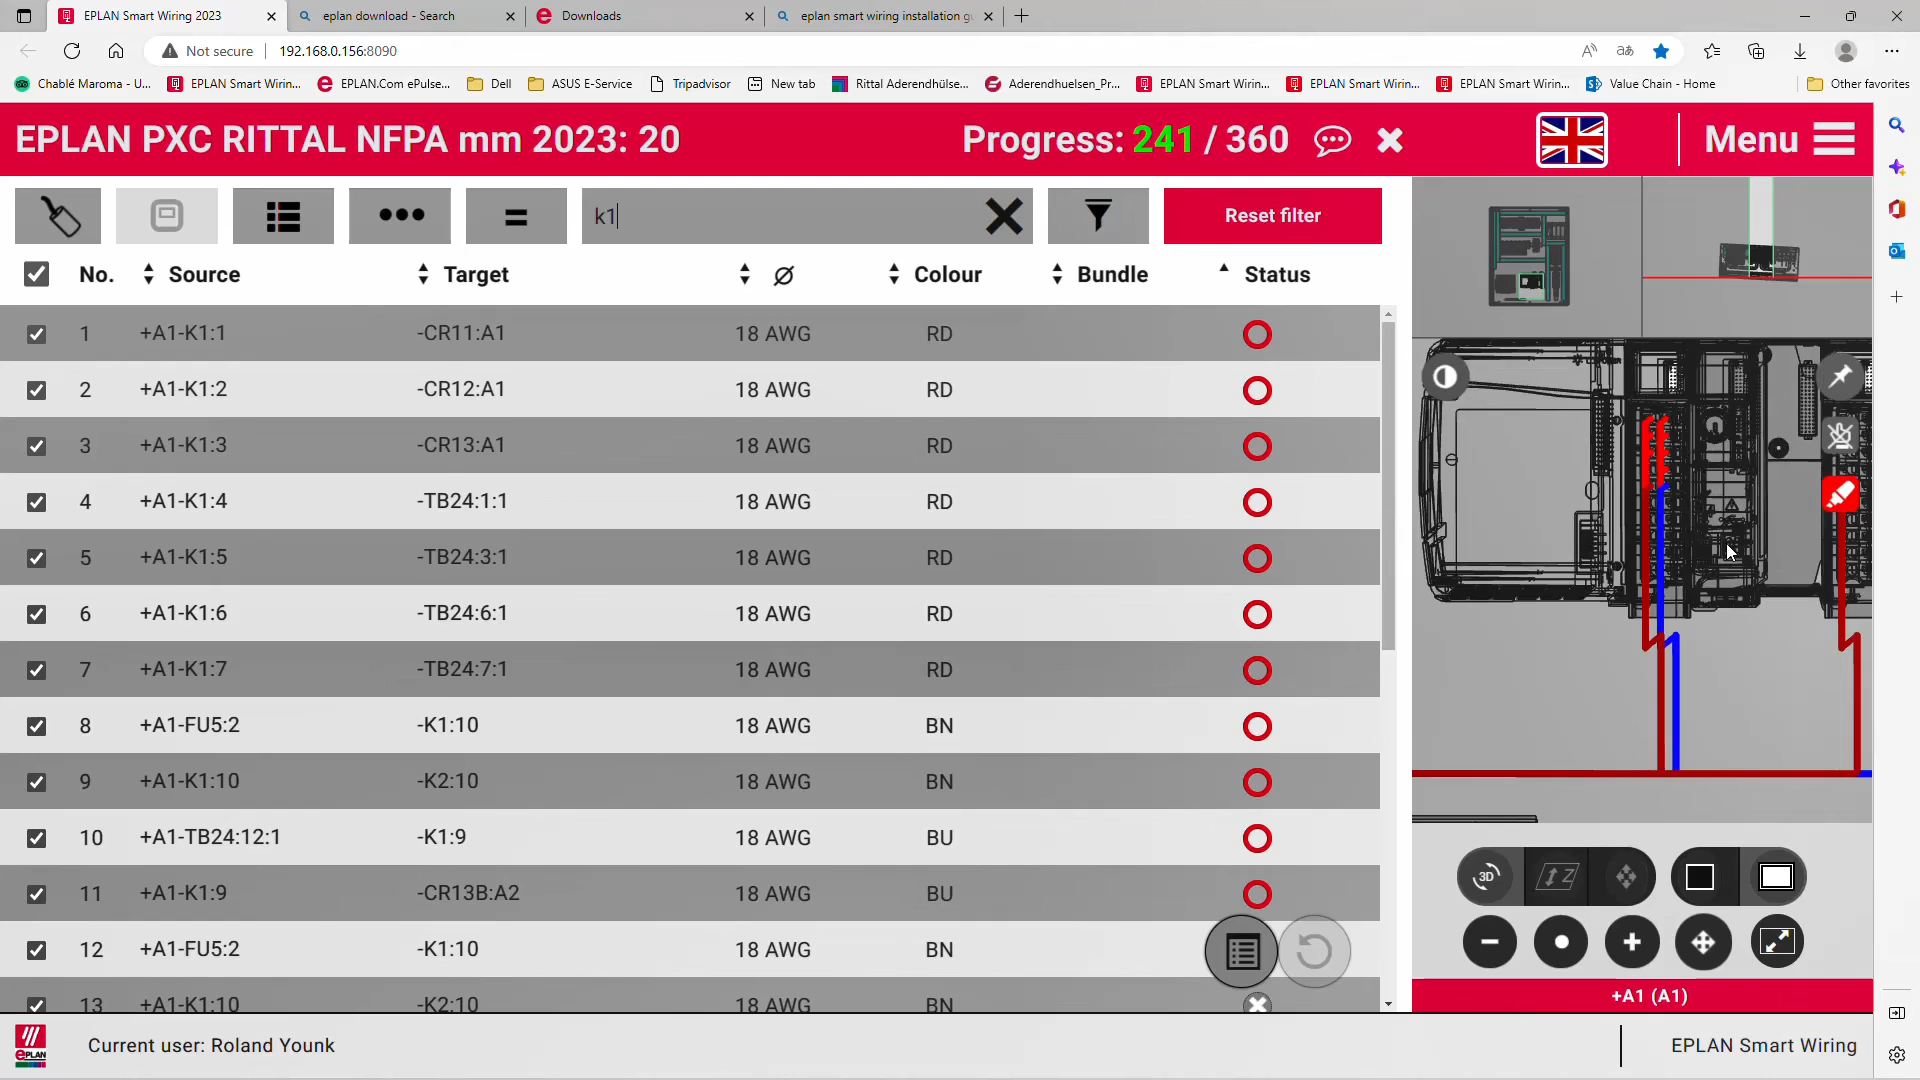 EPLAN Smart Wiring 2023
eplan download - Search
Downloads
eplan smart wiring installation gu
Not secure
192.168.0.156:8090
Chablé Maroma - U...
EPLAN Smart Wirin...
EPLAN.Com ePulse...
Dell
ASUS E-Service
Tripadvisor
New tab
Rittal Aderendhülse...
Aderendhuelsen_Pr...
EPLAN Smart Wirin...
EPLAN Smart Wirin...
EPLAN Smart Wirin...
Value Chain - Home
Other favorites
EPLAN PXC RITTAL NFPA mm 2023: 20
Progress: 241 / 360
Menu
k1
Reset filter
No. Source Target Ø Colour Bundle Status
1 +A1-K1:1 -CR11:A1 18 AWG RD
2 +A1-K1:2 -CR12:A1 18 AWG RD
3 +A1-K1:3 -CR13:A1 18 AWG RD
4 +A1-K1:4 -TB24:1:1 18 AWG RD
5 +A1-K1:5 -TB24:3:1 18 AWG RD
6 +A1-K1:6 -TB24:6:1 18 AWG RD
7 +A1-K1:7 -TB24:7:1 18 AWG RD
8 +A1-FU5:2 -K1:10 18 AWG BN
9 +A1-K1:10 -K2:10 18 AWG BN
10 +A1-TB24:12:1 -K1:9 18 AWG BU
11 +A1-K1:9 -CR13B:A2 18 AWG BU
12 +A1-FU5:2 -K1:10 18 AWG BN
13 +A1-K1:10 -K2:10 18 AWG BN
3D
Z
+A1 (A1)
ePLAN
Current user: Roland Younk
EPLAN Smart Wiring